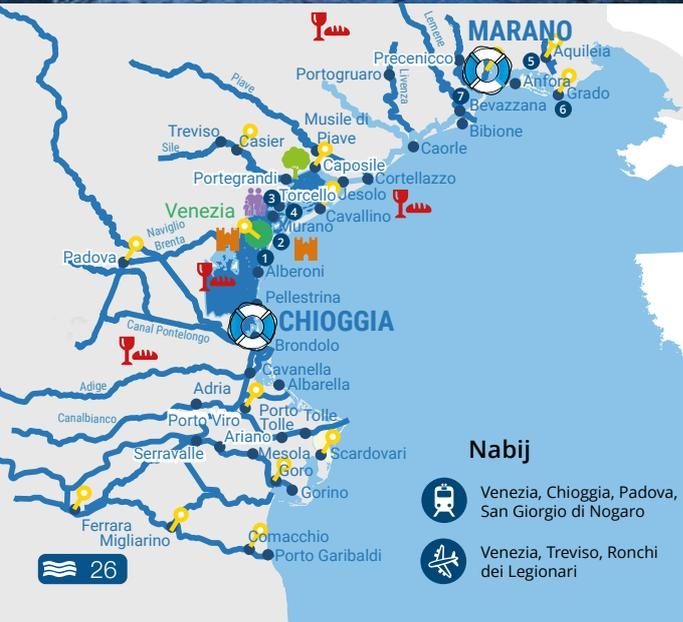 MARANO
Lemene
Precenicco
5
Aquileia
Portogruaro
Livenza
Anfora
Grado
Piave
7
Bevazzana
6
Musile di
Piave
Treviso
Casier
Bibione
Sile
Caorle
Caposile
Portegrandi
Cortellazzo
3
Torcello
Jesolo
4
Cavallino
Venezia
Murano
Naviglio
Brenta
2
Padova
1
Alberoni
Pellestrina
CHIOGGIA
Canal Pontelongo
Brondolo
Cavanella
Adige
Adria
Albarella
Canalbianco
Porto Viro
Porto
Tolle
Tolle
Ariano
Serravalle
Mesola
Scardovari
Goro
Gorino
Ferrara
Migliarino
Comacchio
Porto Garibaldi
26
Nabij
Venezia, Chioggia, Padova,
San Giorgio di Nogaro
Venezia, Treviso, Ronchi
dei Legionari